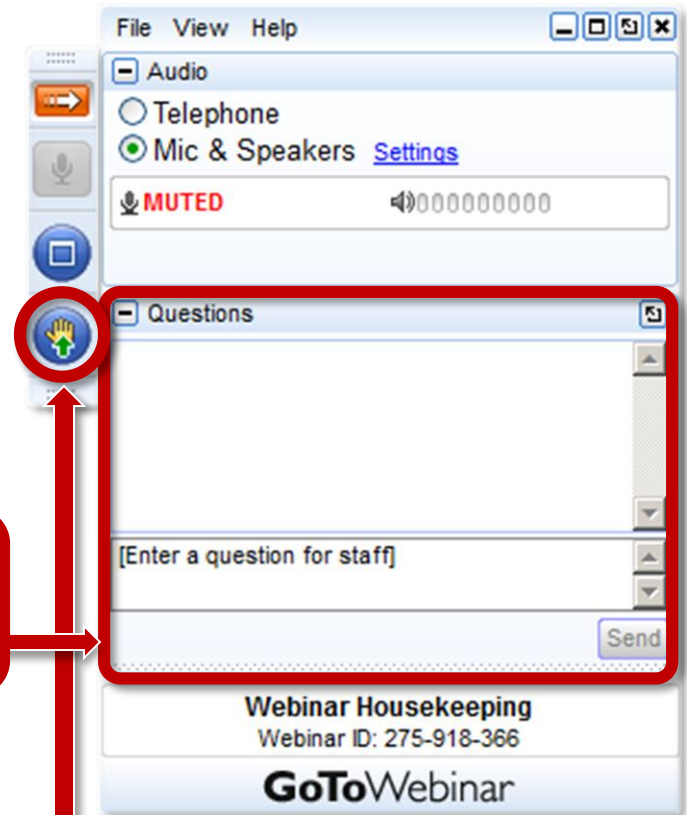 File View Help
Audio
Telephone
Mic & Speakers Settings
MUTED 000000000
Questions
[Enter a question for staff]
Send
Webinar Housekeeping
Webinar ID: 275-918-366
GoToWebinar